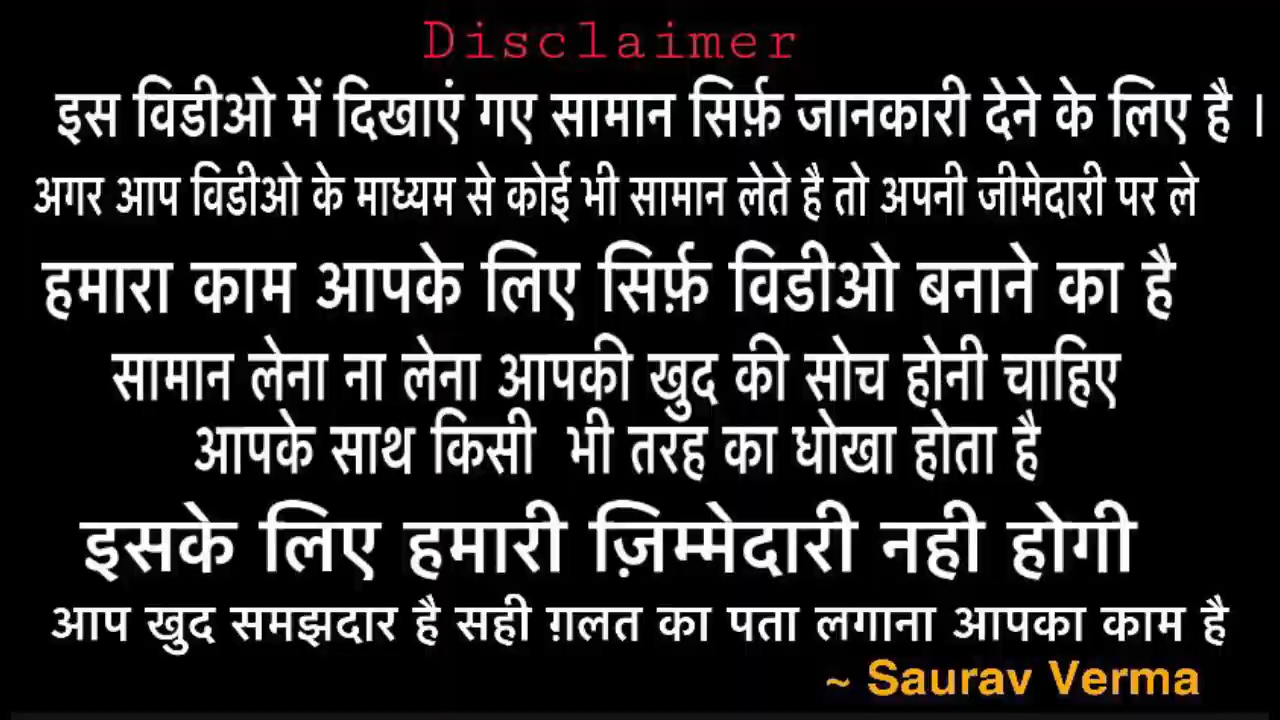 Disclaimer
इस विडीओ में दिखाएं गए सामान सिर्फ़ जानकारी देने के लिए है ।
अगर आप विडीओ के माध्यम से कोई भी सामान लेते है तो अपनी जीमेदारी पर ले
हमारा काम आपके लिए सिर्फ़ विडीओ बनाने का है
सामान लेना ना लेना आपकी खुद की सोच होनी चाहिए
आपके साथ किसी भी तरह का धोखा होता है
इसके लिए हमारी ज़िम्मेदारी नही होगी
आप खुद समझदार है सही ग़लत का पता लगाना आपका काम है
~ Saurav Verma